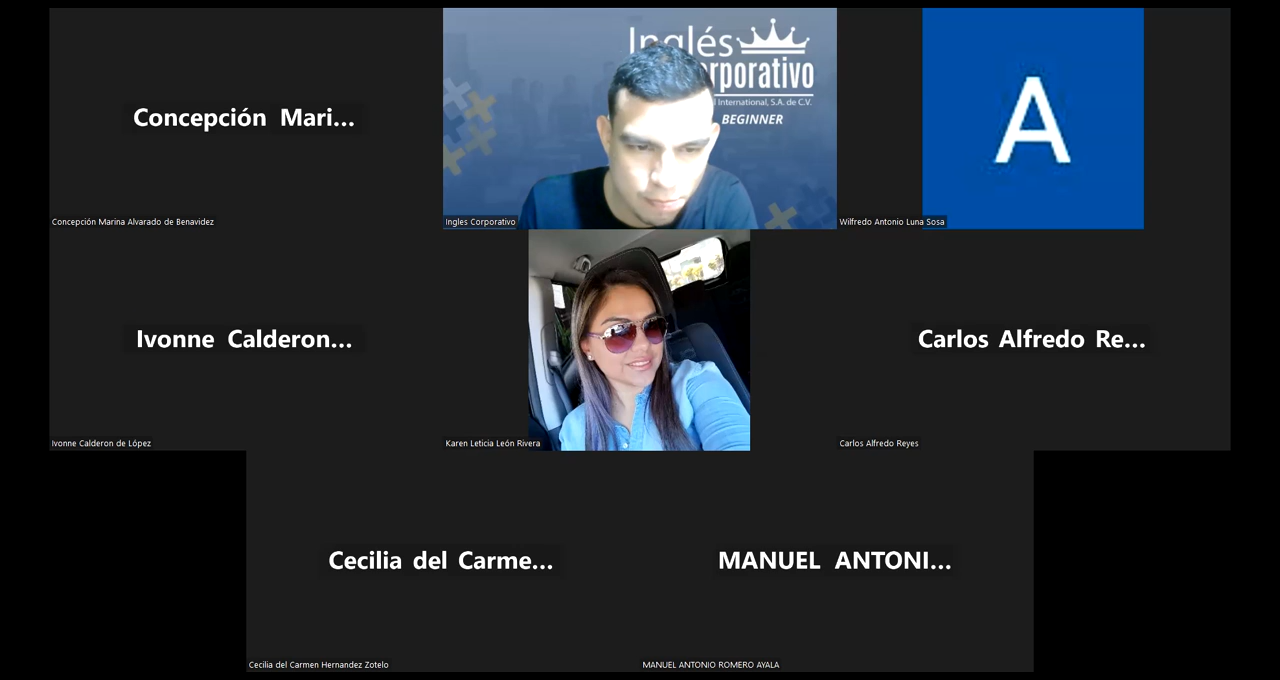 Concepción Mari...
Concepción Marina Alvarado de Benavidez
Inglés
rporativo
l International, S.A. de C.V.
BEGINNER
Ingles Corporativo
A
Wilfredo Antonio Luna Sosa
Ivonne Calderon...
Ivonne Calderon de López
Karen Leticia León Rivera
Carlos Alfredo Re...
Carlos Alfredo Reyes
Cecilia del Carme...
Cecilia del Carmen Hernandez Zotelo
MANUEL ANTONI...
MANUEL ANTONIO ROMERO AYALA